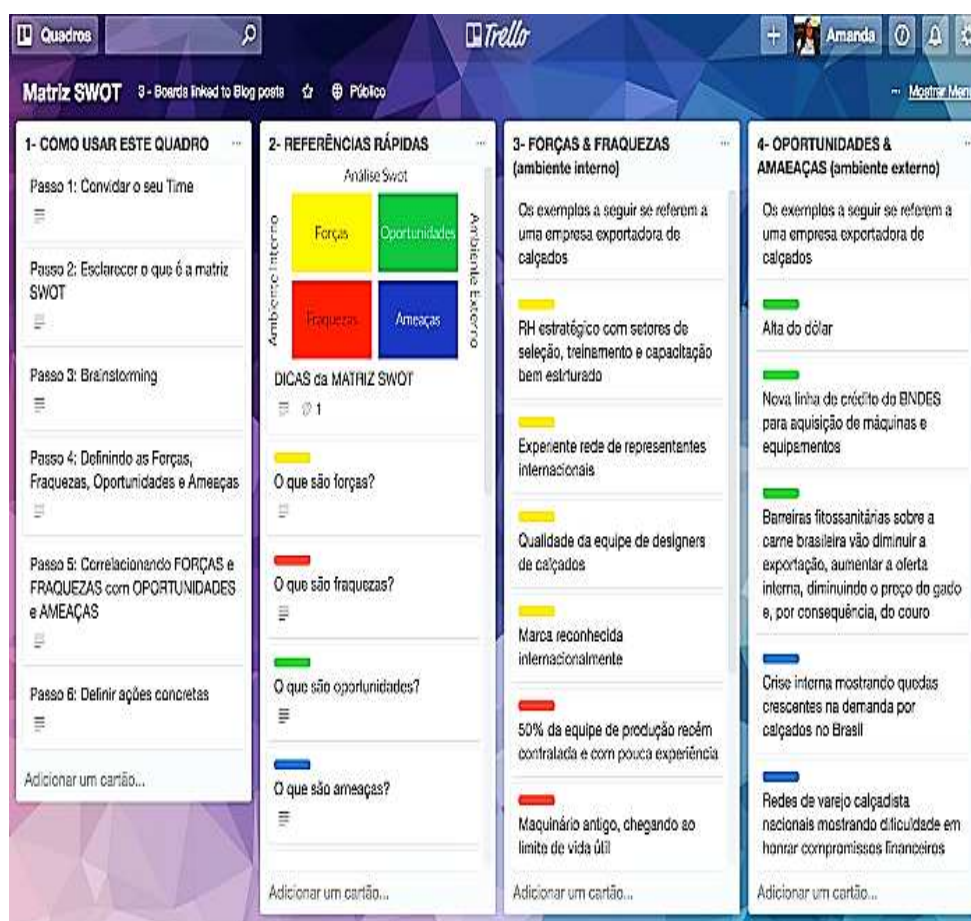 Quadros
Trello
Amanda
Matriz SWOT 3 - Boards linked to Blog posts Público
Mostrar Menu
1- COMO USAR ESTE QUADRO
Passo 1: Convidar o seu Time
Passo 2: Esclarecer o que é a matriz
SWOT
Passo 3: Brainstorming
Passo 4: Definindo as Forças,
Fraquezas, Oportunidades e Ameaças
Passo 5: Correlacionando FORÇAS e
FRAQUEZAS com OPORTUNIDADES
e AMEAÇAS
Passo 6: Definir ações concretas
Adicionar um cartão...
2- REFERÊNCIAS RÁPIDAS
Análise Swot
Ambiente Interno
Forças
Oportunidades
Fraquezas
Ameaças
Ambiente Externo
DICAS da MATRIZ SWOT
1
O que são forças?
O que são fraquezas?
O que são oportunidades?
O que são ameaças?
Adicionar um cartão...
3- FORÇAS & FRAQUEZAS
(ambiente interno)
Os exemplos a seguir se referem a
uma empresa exportadora de
calçados
RH estratégico com setores de
seleção, treinamento e capacitação
bem estrturado
Experiente rede de representantes
internacionais
Qualidade da equipe de designers
de calçados
Marca reconhecida
internacionalmente
50% da equipe de produção recém
contratada e com pouca experiência
Maquinário antigo, chegando ao
limite de vida útil
Adicionar um cartão...
4- OPORTUNIDADES &
AMAEAÇAS (ambiente externo)
Os exemplos a seguir se referem a
uma empresa exportadora de
calçados
Alta do dólar
Nova linha de crédito do BNDES
para aquisição de máquinas e
equipamentos
Barreiras fitossanitárias sobre a
carne brasileira vão diminuir a
exportação, aumentar a oferta
interna, diminuindo o preço do gado
e, por consequência, do couro
Crise interna mostrando quedas
crescentes na demanda por
calçados no Brasil
Redes de varejo calçadista
nacionais mostrando dificuldade em
honrar compromissos financeiros
Adicionar um cartão...